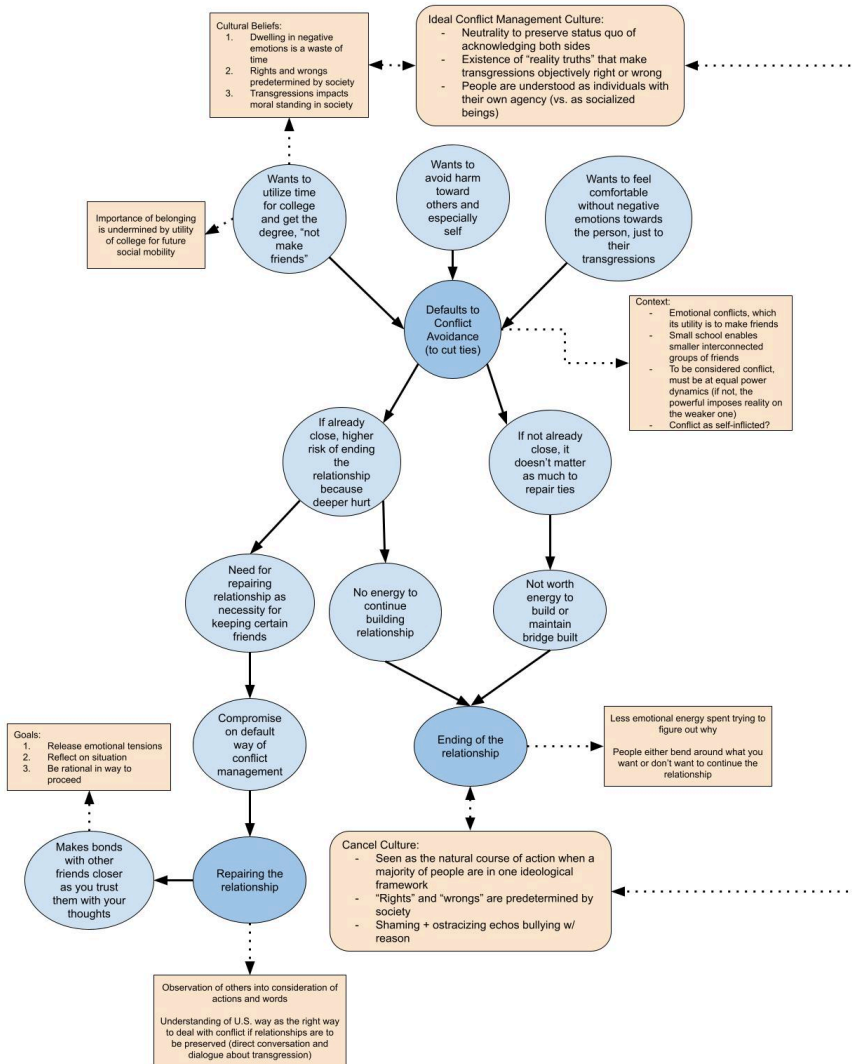 Cultural Beliefs:
1. Dwelling in negative
emotions is a waste of
time
2. Rights and wrongs
predetermined by society
3. Transgressions impacts
moral standing in society
Ideal Conflict Management Culture:
- Neutrality to preserve status quo of
acknowledging both sides
- Existence of “reality truths” that make
transgressions objectively right or wrong
- People are understood as individuals with
their own agency (vs. as socialized
beings)
Wants to
utilize time
for college
and get the
degree, “not
make
friends”
Wants to
avoid harm
toward
others and
especially
self
Wants to feel
comfortable
without negative
emotions towards
the person, just to
their
transgressions
Importance of belonging
is undermined by utility
of college for future
social mobility
Defaults to
Conflict
Avoidance
(to cut ties)
Context:
- Emotional conflicts, which
its utility is to make friends
- Small school enables
smaller interconnected
groups of friends
- To be considered conflict,
must be at equal power
dynamics (if not, the
powerful imposes reality on
the weaker one)
- Conflict as self-inflicted?
If already
close, higher
risk of ending
the
relationship
because
deeper hurt
If not already
close, it
doesn’t matter
as much to
repair ties
Need for
repairing
relationship as
necessity for
keeping certain
friends
No energy to
continue
building
relationship
Not worth
energy to
build or
maintain
bridge built
Compromise
on default
way of
conflict
management
Ending of the
relationship
Less emotional energy spent trying to
figure out why
People either bend around what you
want or don’t want to continue the
relationship
Goals:
1. Release emotional tensions
2. Reflect on situation
3. Be rational in way to
proceed
Makes bonds
with other
friends closer
as you trust
them with your
thoughts
Repairing the
relationship
Cancel Culture:
- Seen as the natural course of action when a
majority of people are in one ideological
framework
- “Rights” and “wrongs” are predetermined by
society
- Shaming + ostracizing echos bullying w/
reason
Observation of others into consideration of
actions and words
Understanding of U.S. way as the right way
to deal with conflict if relationships are to
be preserved (direct conversation and
dialogue about transgression)